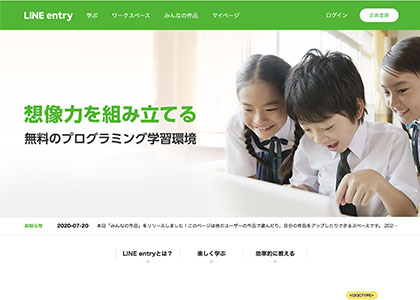 LINE entry 学ぶ ワークスペース みんなの作品 マイページ ログイン 会員登録
想像力を組み立てる
無料のプログラミング学習環境
お知らせ 2020-07-20 本日「みんなの作品」をリリースしました！このページは他のユーザーの作品で遊んだり、自分の作品をアップしたりできるスペースです。 202…
LINE entryとは？ 楽しく学ぶ 効率的に教える
<!DOCTYPE>